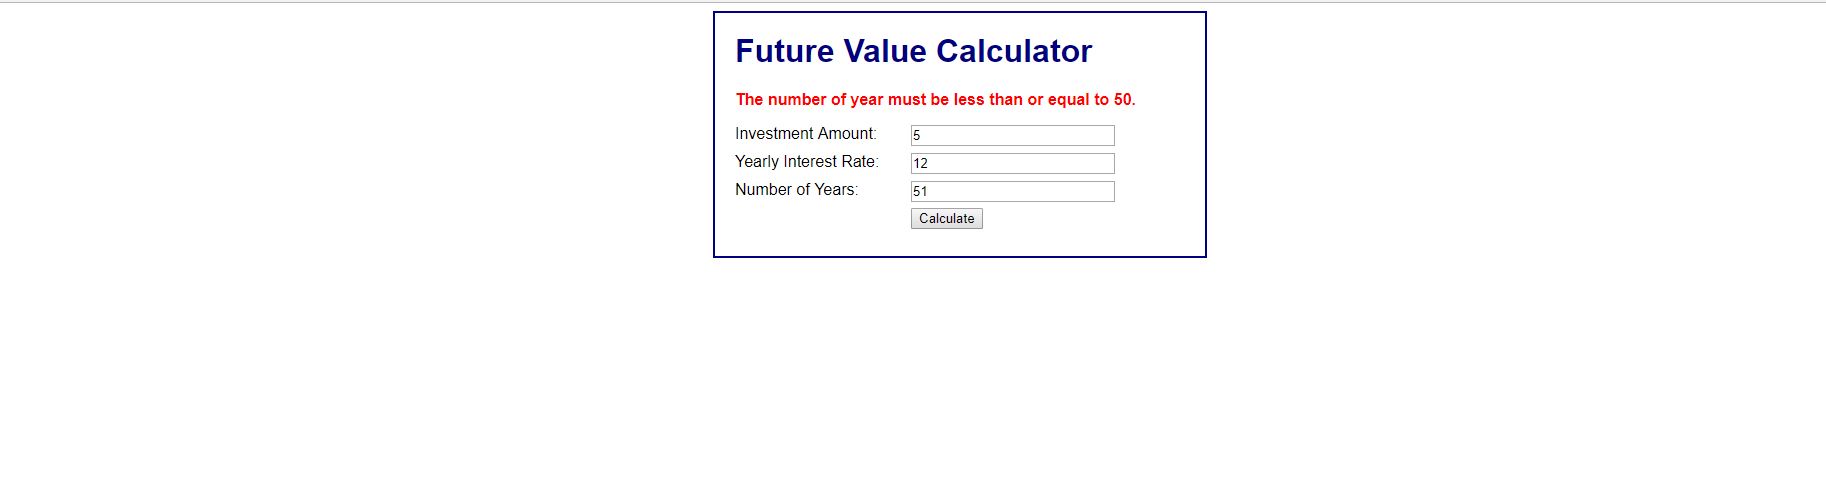 Future Value Calculator
The number of year must be less than or equal to 50.
Investment Amount: 5
Yearly Interest Rate: 12
Number of Years: 51
Calculate